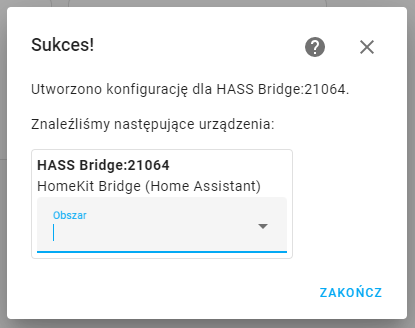 Sukces!
Utworzono konfigurację dla HASS Bridge:21064.
Znaleźliśmy następujące urządzenia:
HASS Bridge:21064
HomeKit Bridge (Home Assistant)
Obszar
ZAKOŃCZ